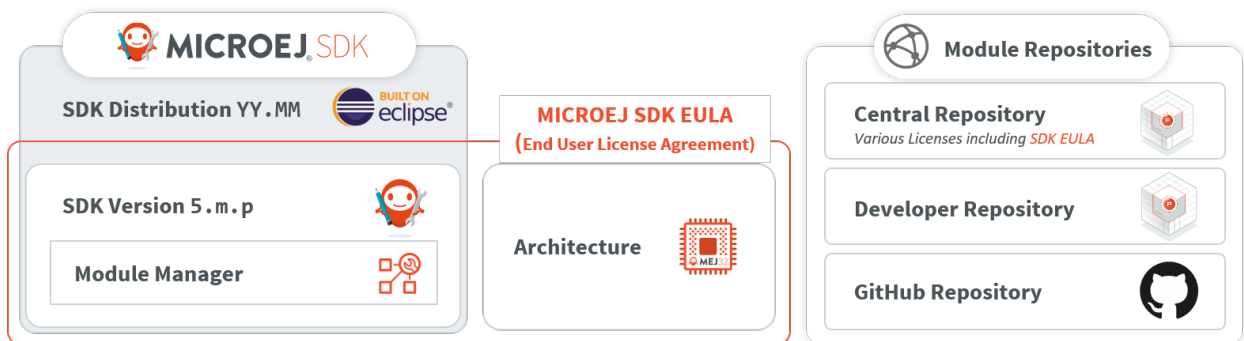 MICROEJ® SDK
SDK Distribution YY.MM
BUILT ON
eclipse®
MICROEJ SDK EULA
(End User License Agreement)
SDK Version 5.m.p
Module Manager
Architecture
MEJ32
Module Repositories
Central Repository
Various Licenses including SDK EULA
Developer Repository
GitHub Repository